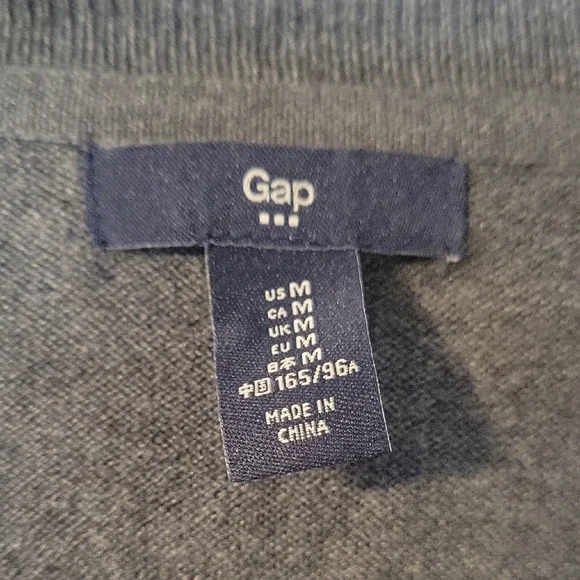 Gap
US M
CA M
UK M
EU M
日本 M
中国 165/96A
MADE IN
CHINA